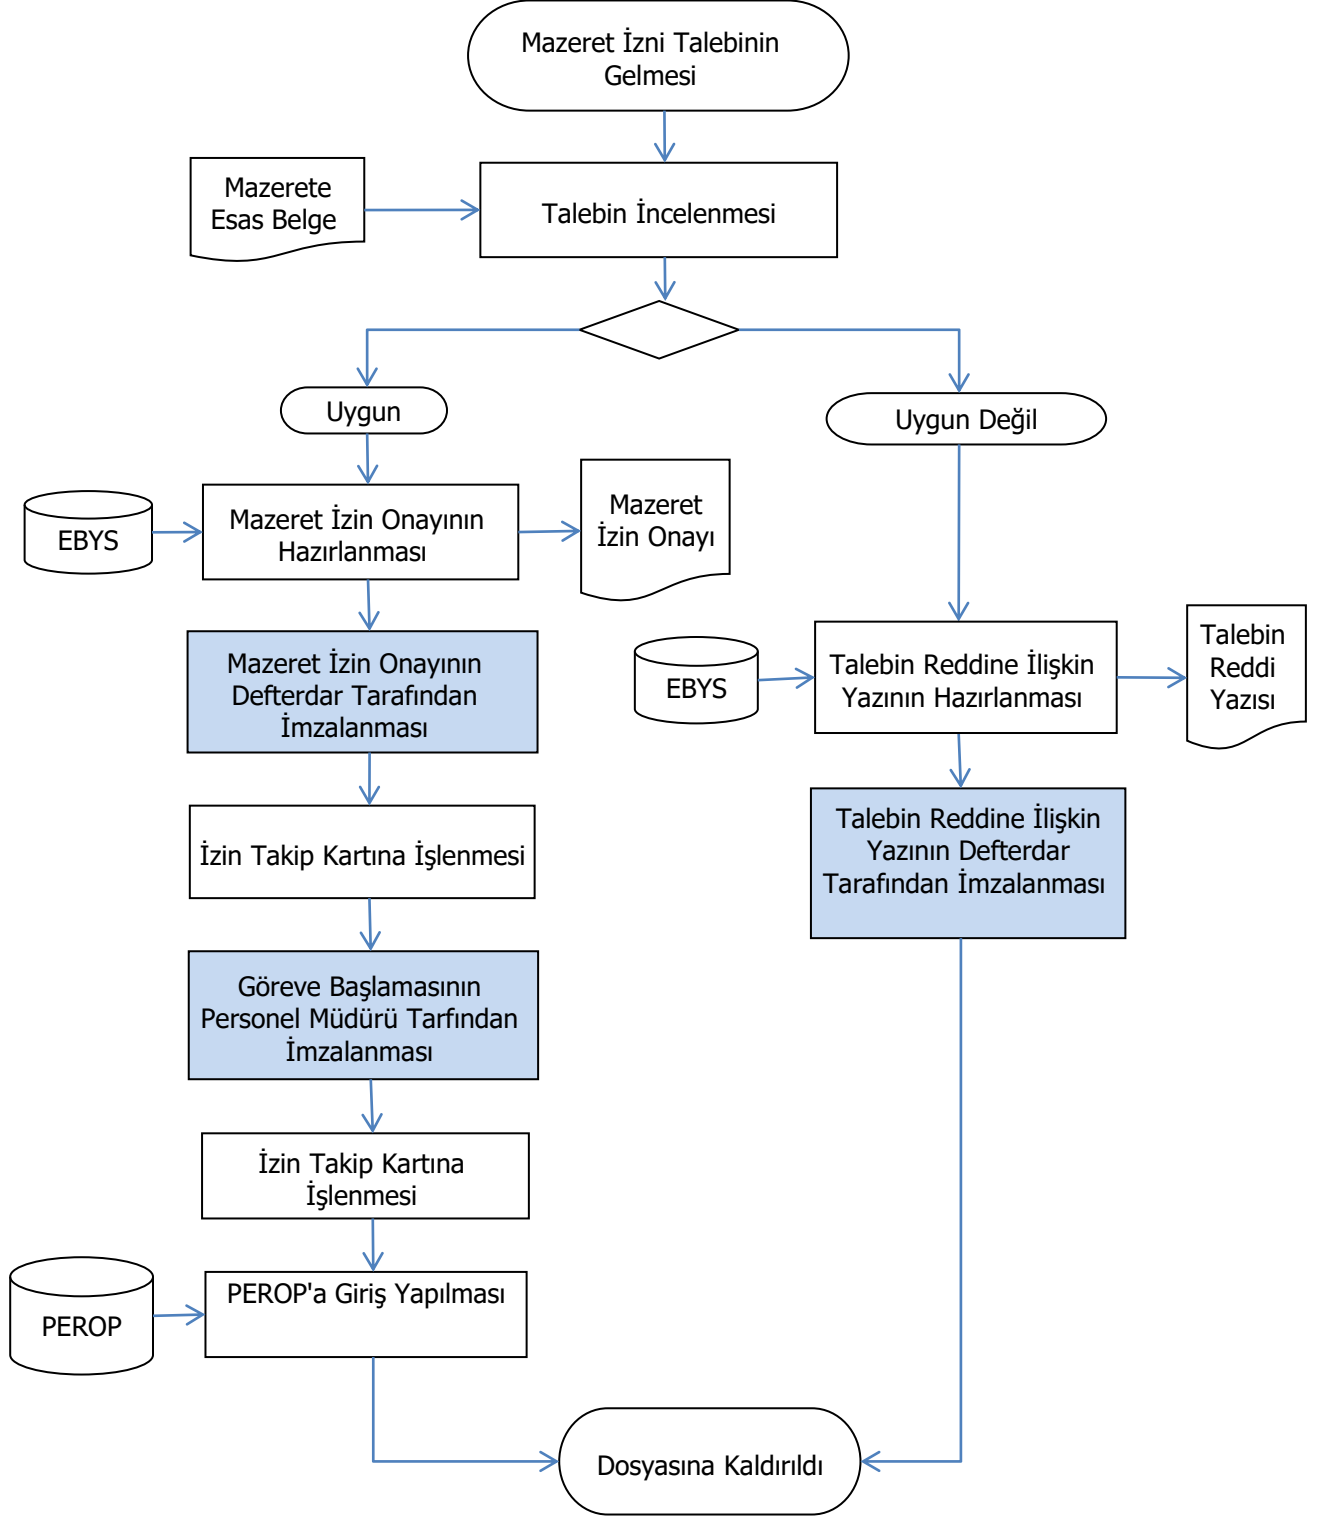 Mazeret İzni Talebinin
Gelmesi
Mazerete
Esas Belge
Talebin İncelenmesi
Uygun
Uygun Değil
EBYS
Mazeret İzin Onayının
Hazırlanması
Mazeret
İzin Onayı
Mazeret İzin Onayının
Defterdar Tarafından
İmzalanması
EBYS
Talebin Reddine İlişkin
Yazının Hazırlanması
Talebin
Reddi
Yazısı
İzin Takip Kartına İşlenmesi
Talebin Reddine İlişkin
Yazının Defterdar
Tarafından İmzalanması
Göreve Başlamasının
Personel Müdürü Tarfından
İmzalanması
İzin Takip Kartına
İşlenmesi
PEROP
PEROP'a Giriş Yapılması
Dosyasına Kaldırıldı